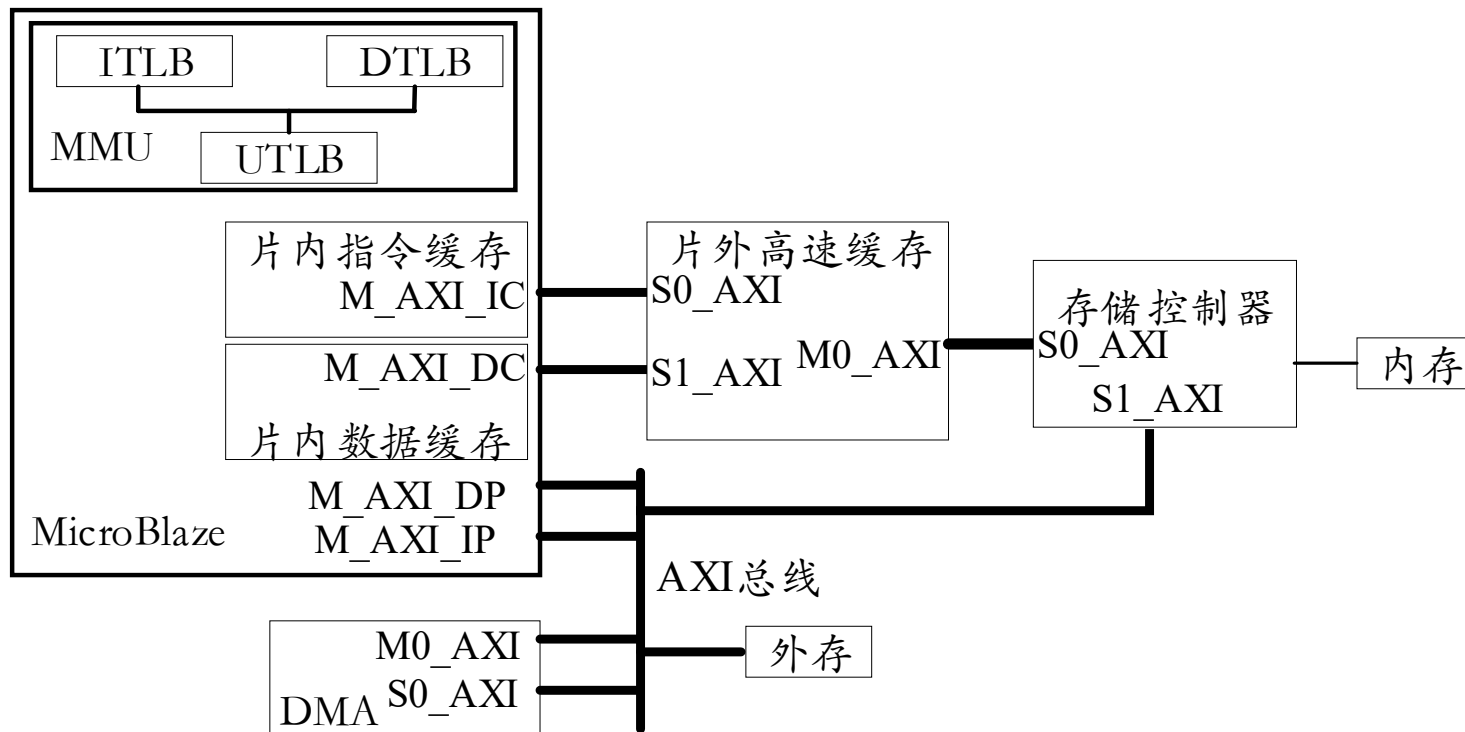 ITLB
DTLB
MMU
UTLB
片内指令缓存
M_AXI_IC
片内数据缓存
M_AXI_DC
M_AXI_DP
M_AXI_IP
MicroBlaze
片外高速缓存
S0_AXI
S1_AXI
M0_AXI
存储控制器
S0_AXI
S1_AXI
内存
AXI总线
外存
M0_AXI
S0_AXI
DMA